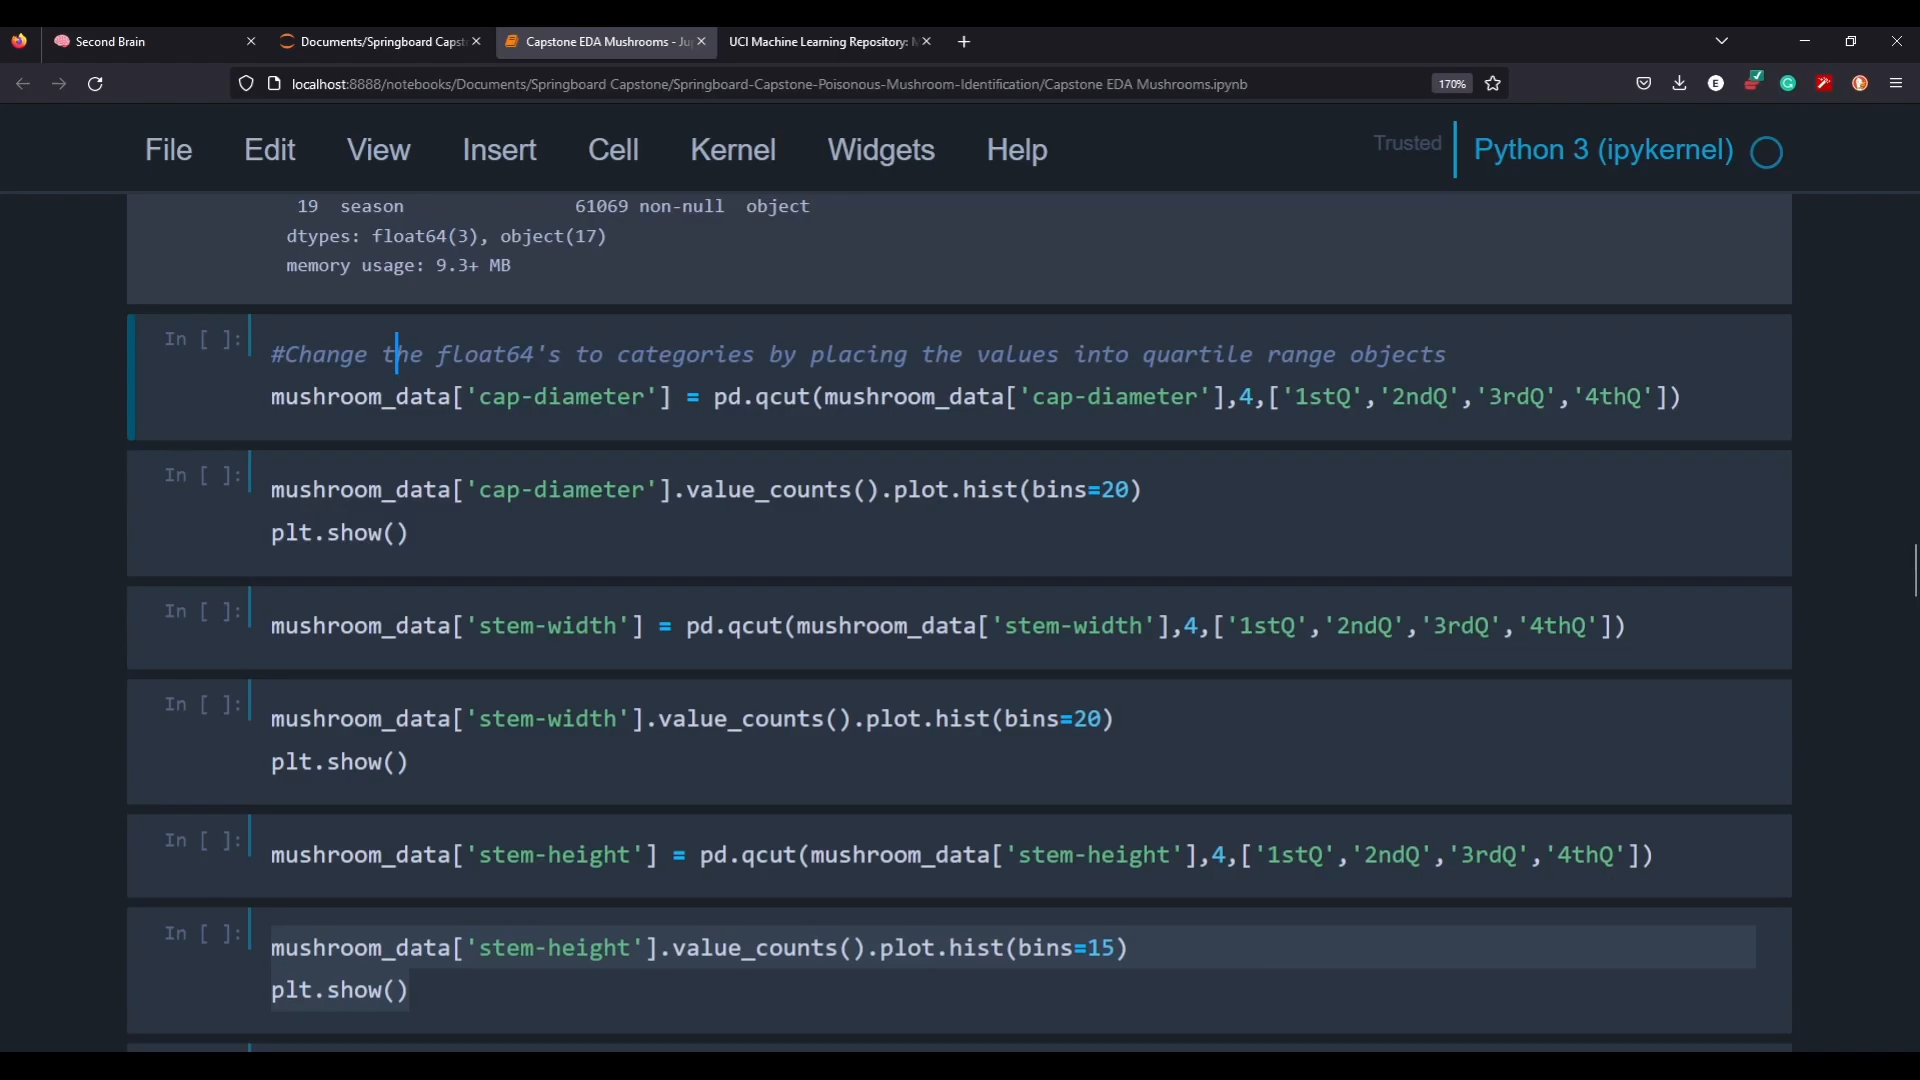 Second Brain
Documents/Springboard Capst
Capstone EDA Mushrooms - Ju
UCI Machine Learning Repository:
localhost:8888/notebooks/Documents/Springboard Capstone/Springboard-Capstone-Poisonous-Mushroom-Identification/Capstone EDA Mushrooms.ipynb
170%
E
File Edit View Insert Cell Kernel Widgets Help
Trusted Python 3 (ipykernel)
19 season 61069 non-null object
dtypes: float64(3), object(17)
memory usage: 9.3+ MB
In [ ]:
#Change the float64's to categories by placing the values into quartile range objects
mushroom_data['cap-diameter'] = pd.qcut(mushroom_data['cap-diameter'],4,['1stQ','2ndQ','3rdQ','4thQ'])
In [ ]:
mushroom_data['cap-diameter'].value_counts().plot.hist(bins=20)
plt.show()
In [ ]:
mushroom_data['stem-width'] = pd.qcut(mushroom_data['stem-width'],4,['1stQ','2ndQ','3rdQ','4thQ'])
In [ ]:
mushroom_data['stem-width'].value_counts().plot.hist(bins=20)
plt.show()
In [ ]:
mushroom_data['stem-height'] = pd.qcut(mushroom_data['stem-height'],4,['1stQ','2ndQ','3rdQ','4thQ'])
In [ ]:
mushroom_data['stem-height'].value_counts().plot.hist(bins=15)
plt.show()